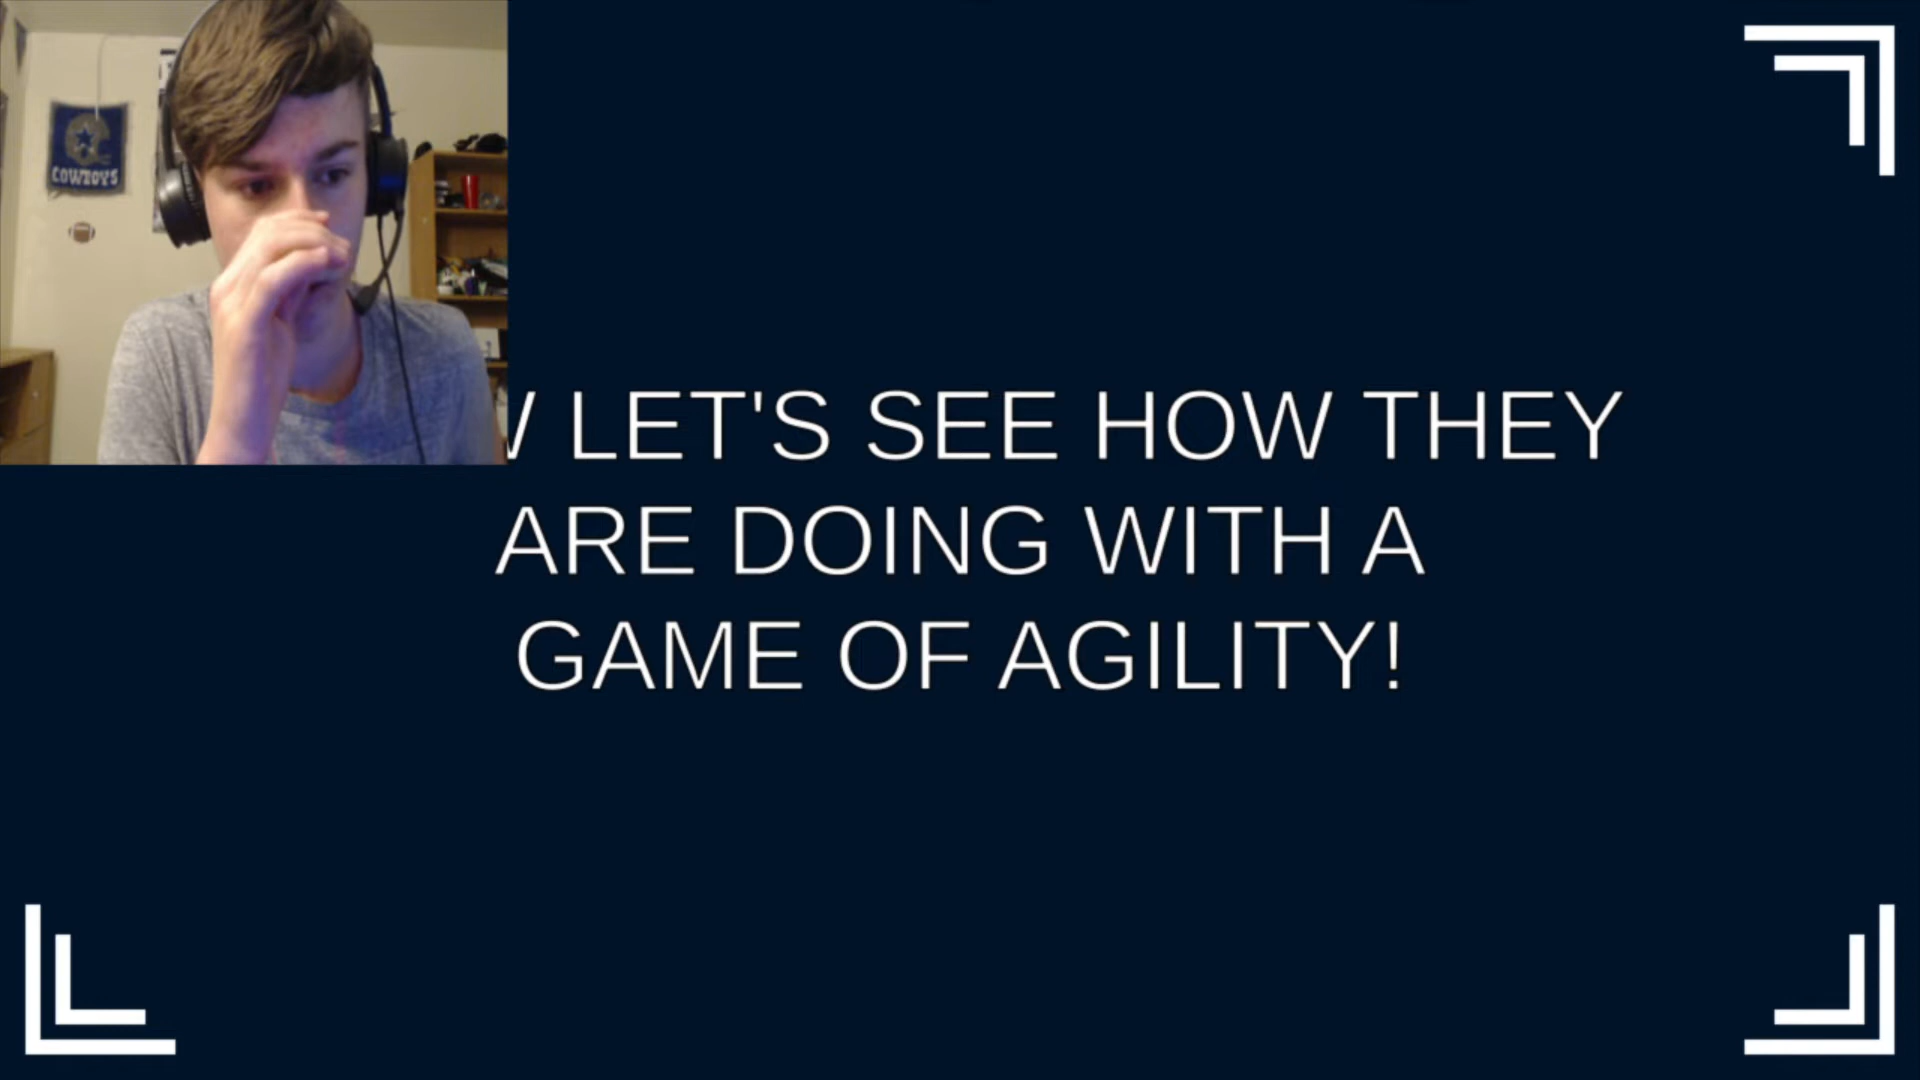 COWBOYS
LET'S SEE HOW THEY
ARE DOING WITH A
GAME OF AGILITY!